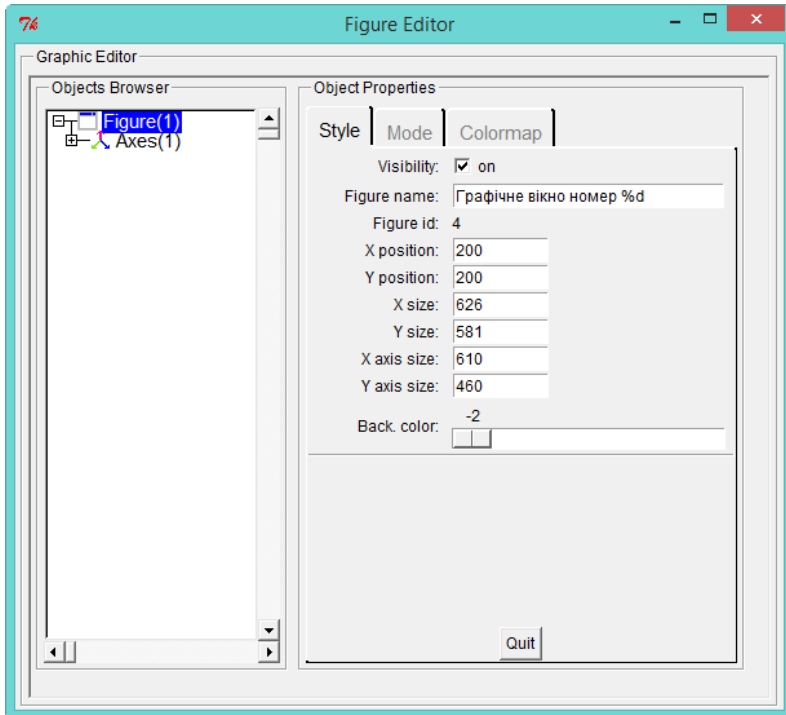 Figure Editor
Graphic Editor
Objects Browser
Figure(1)
Axes(1)
Object Properties
Style Mode Colormap
Visibility: on
Figure name: Графічне вікно номер %d
Figure id: 4
X position: 200
Y position: 200
X size: 626
Y size: 581
X axis size: 610
Y axis size: 460
-2
Back. color:
Quit